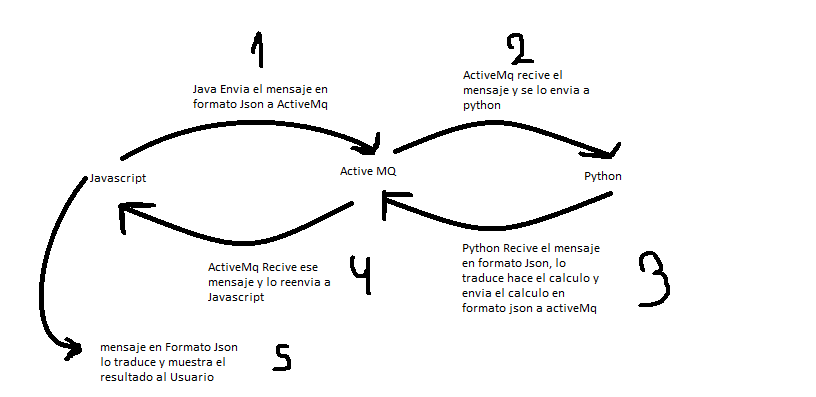 1
Java Envia el mensaje en
formato Json a ActiveMq
2
ActiveMq recive el
mensaje y se lo envia a
python
Javascript
Active MQ
Python
ActiveMq Recive ese
mensaje y lo reenvia a
Javascript
4
Python Recive el mensaje
en formato Json, lo
traduce hace el calculo y
envia el calculo en
formato json a activeMq
3
mensaje en Formato Json
lo traduce y muestra el
resultado al Usuario
5